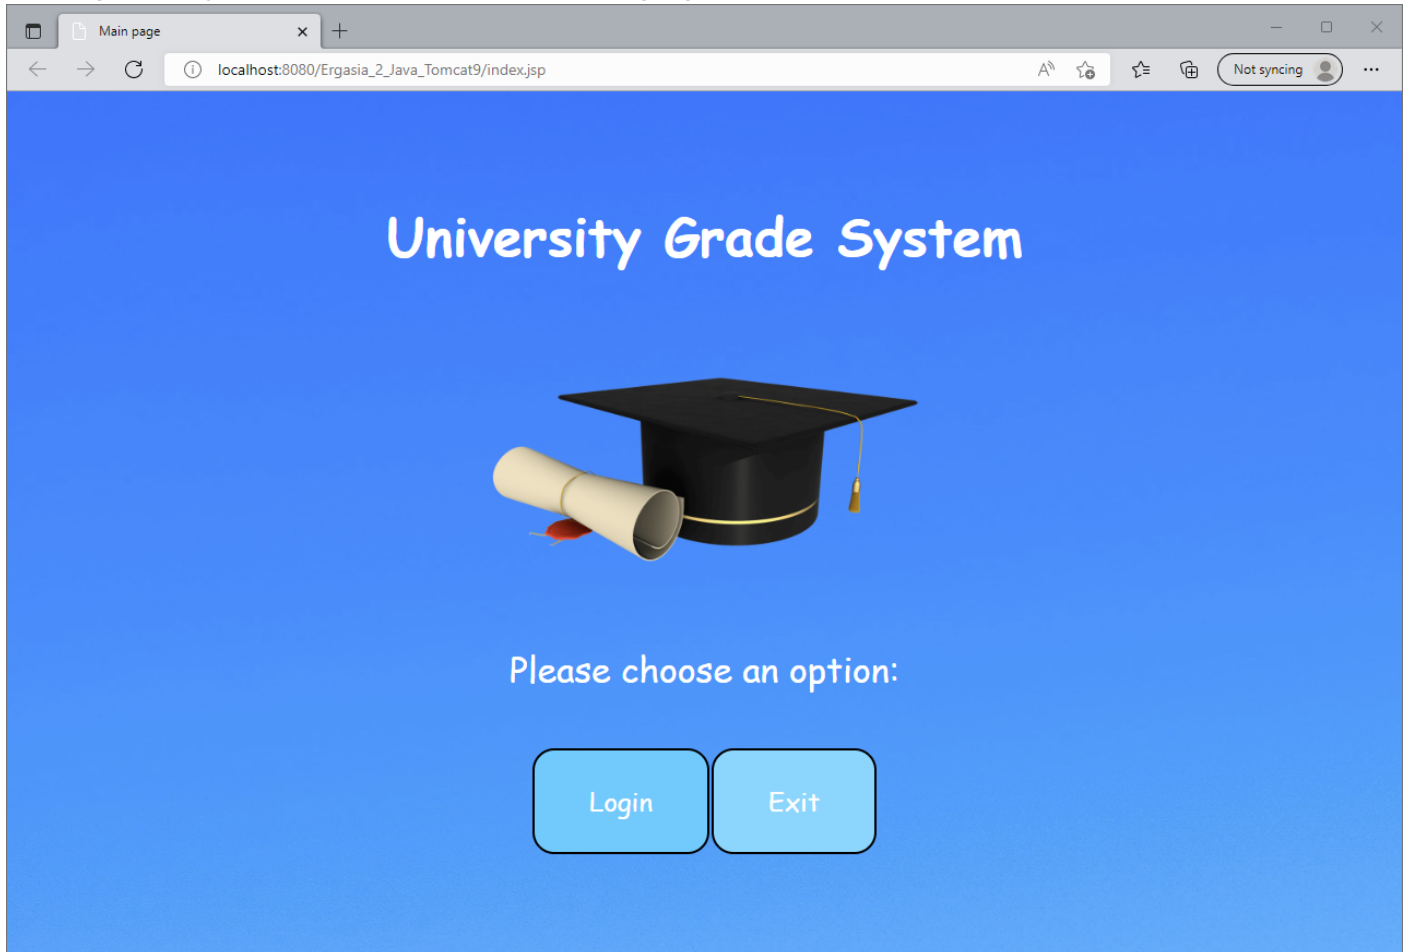 Main page
localhost:8080/Ergasia_2_Java_Tomcat9/index.jsp
Not syncing
University Grade System
Please choose an option:
Login
Exit